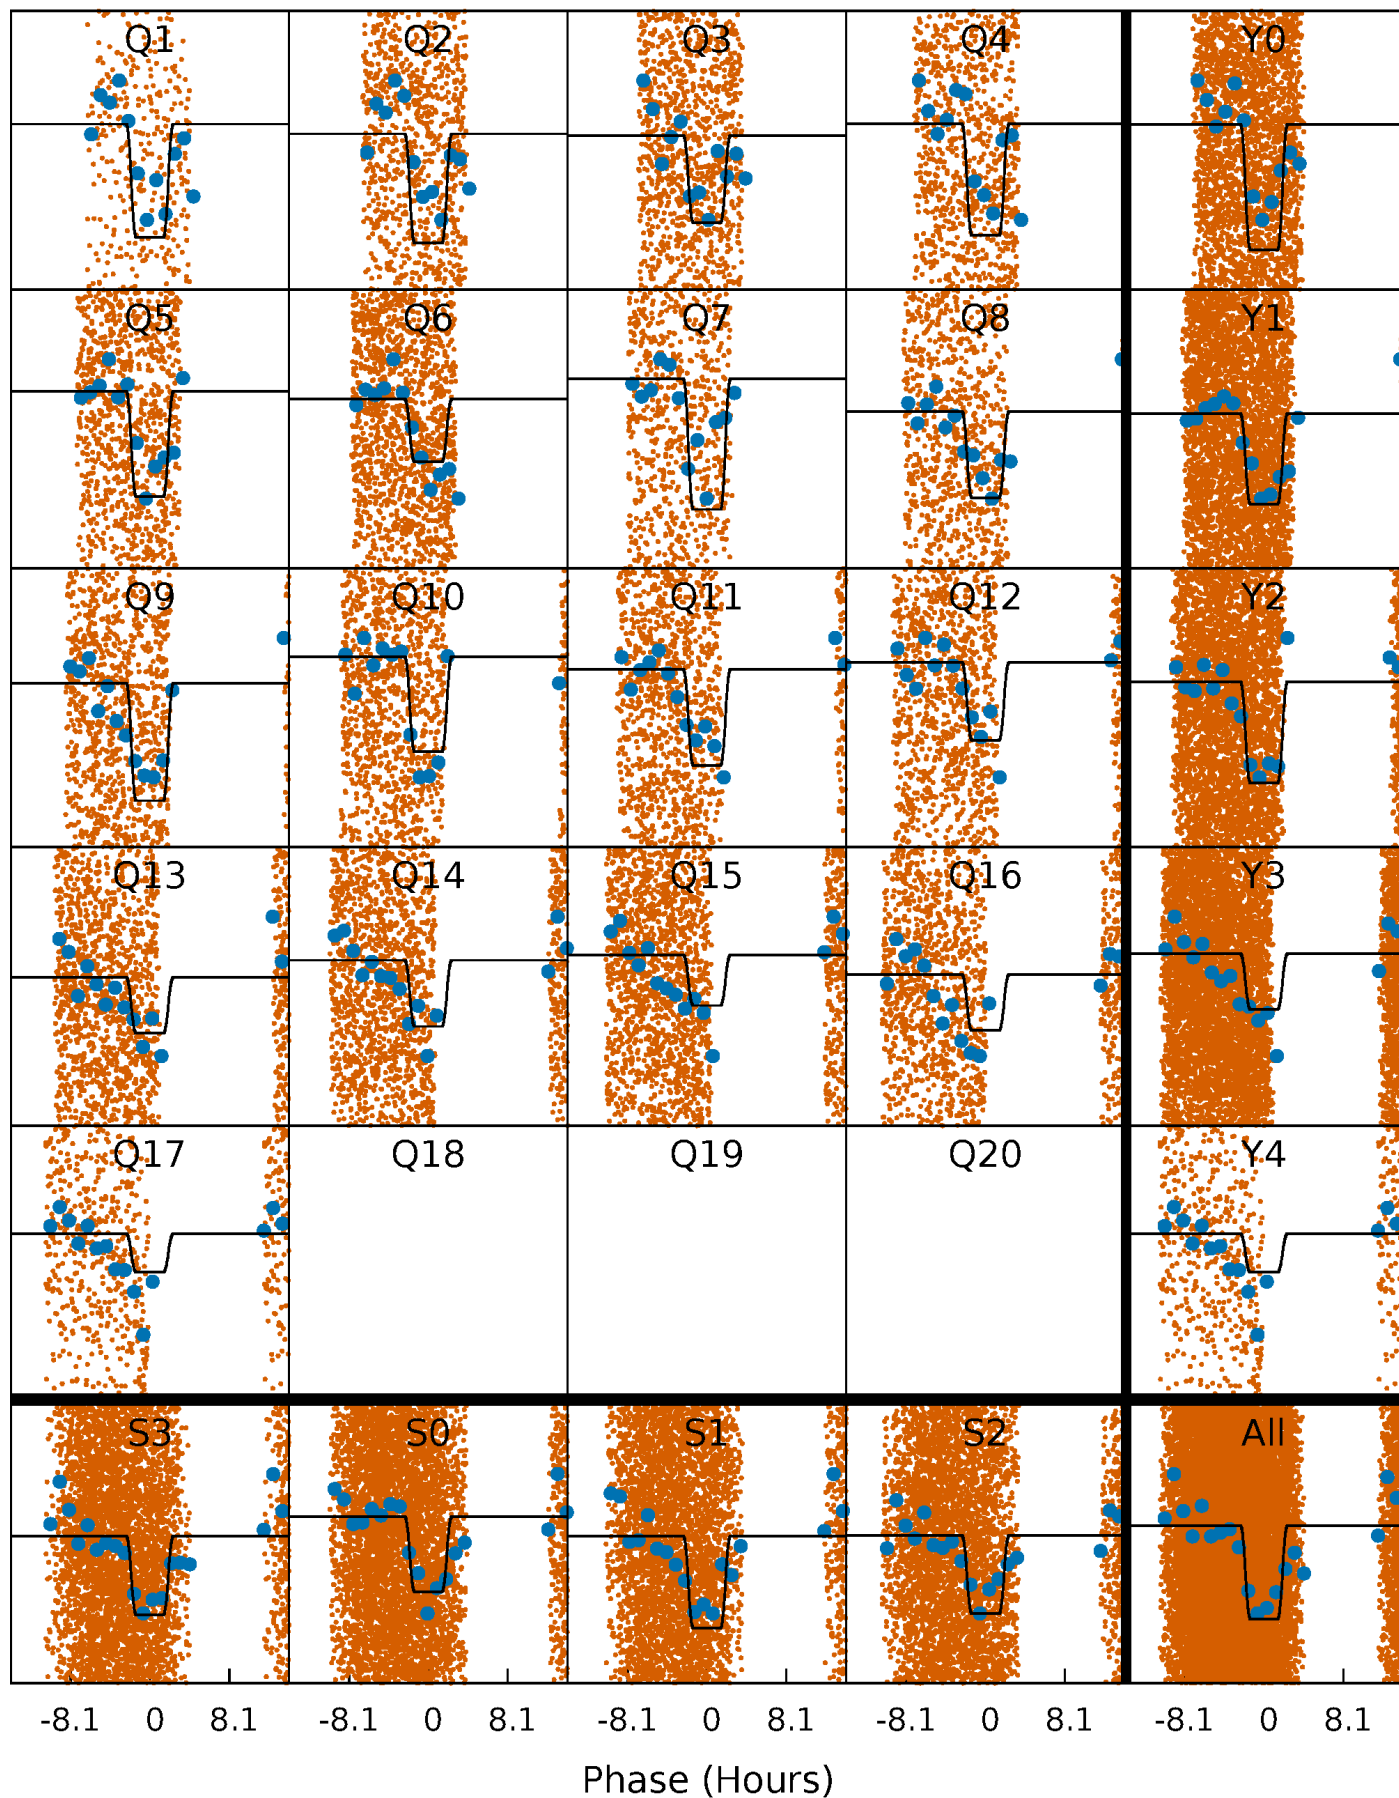 Q1 Q2 Q3 Q4 Y0
Q5 Q6 Q7 Q8 Y1
Q9 Q10 Q11 Q12 Y2
Q13 Q14 Q15 Q16 Y3
Q17 Q18 Q19 Q20 Y4
S3 S0 S1 S2 All
-8.1 0 8.1 -8.1 0 8.1 -8.1 0 8.1 -8.1 0 8.1 -8.1 0 8.1
Phase (Hours)